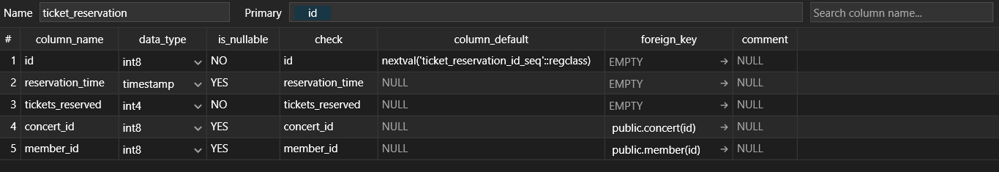 Name ticket_reservation Primary id Search column name...
# column_name data_type is_nullable check column_default foreign_key comment
1 id int8 NO id nextval('ticket_reservation_id_seq'::regclass) EMPTY → NULL
2 reservation_time timestamp YES reservation_time NULL EMPTY → NULL
3 tickets_reserved int4 NO tickets_reserved NULL EMPTY → NULL
4 concert_id int8 YES concert_id NULL public.concert(id) → NULL
5 member_id int8 YES member_id NULL public.member(id) → NULL